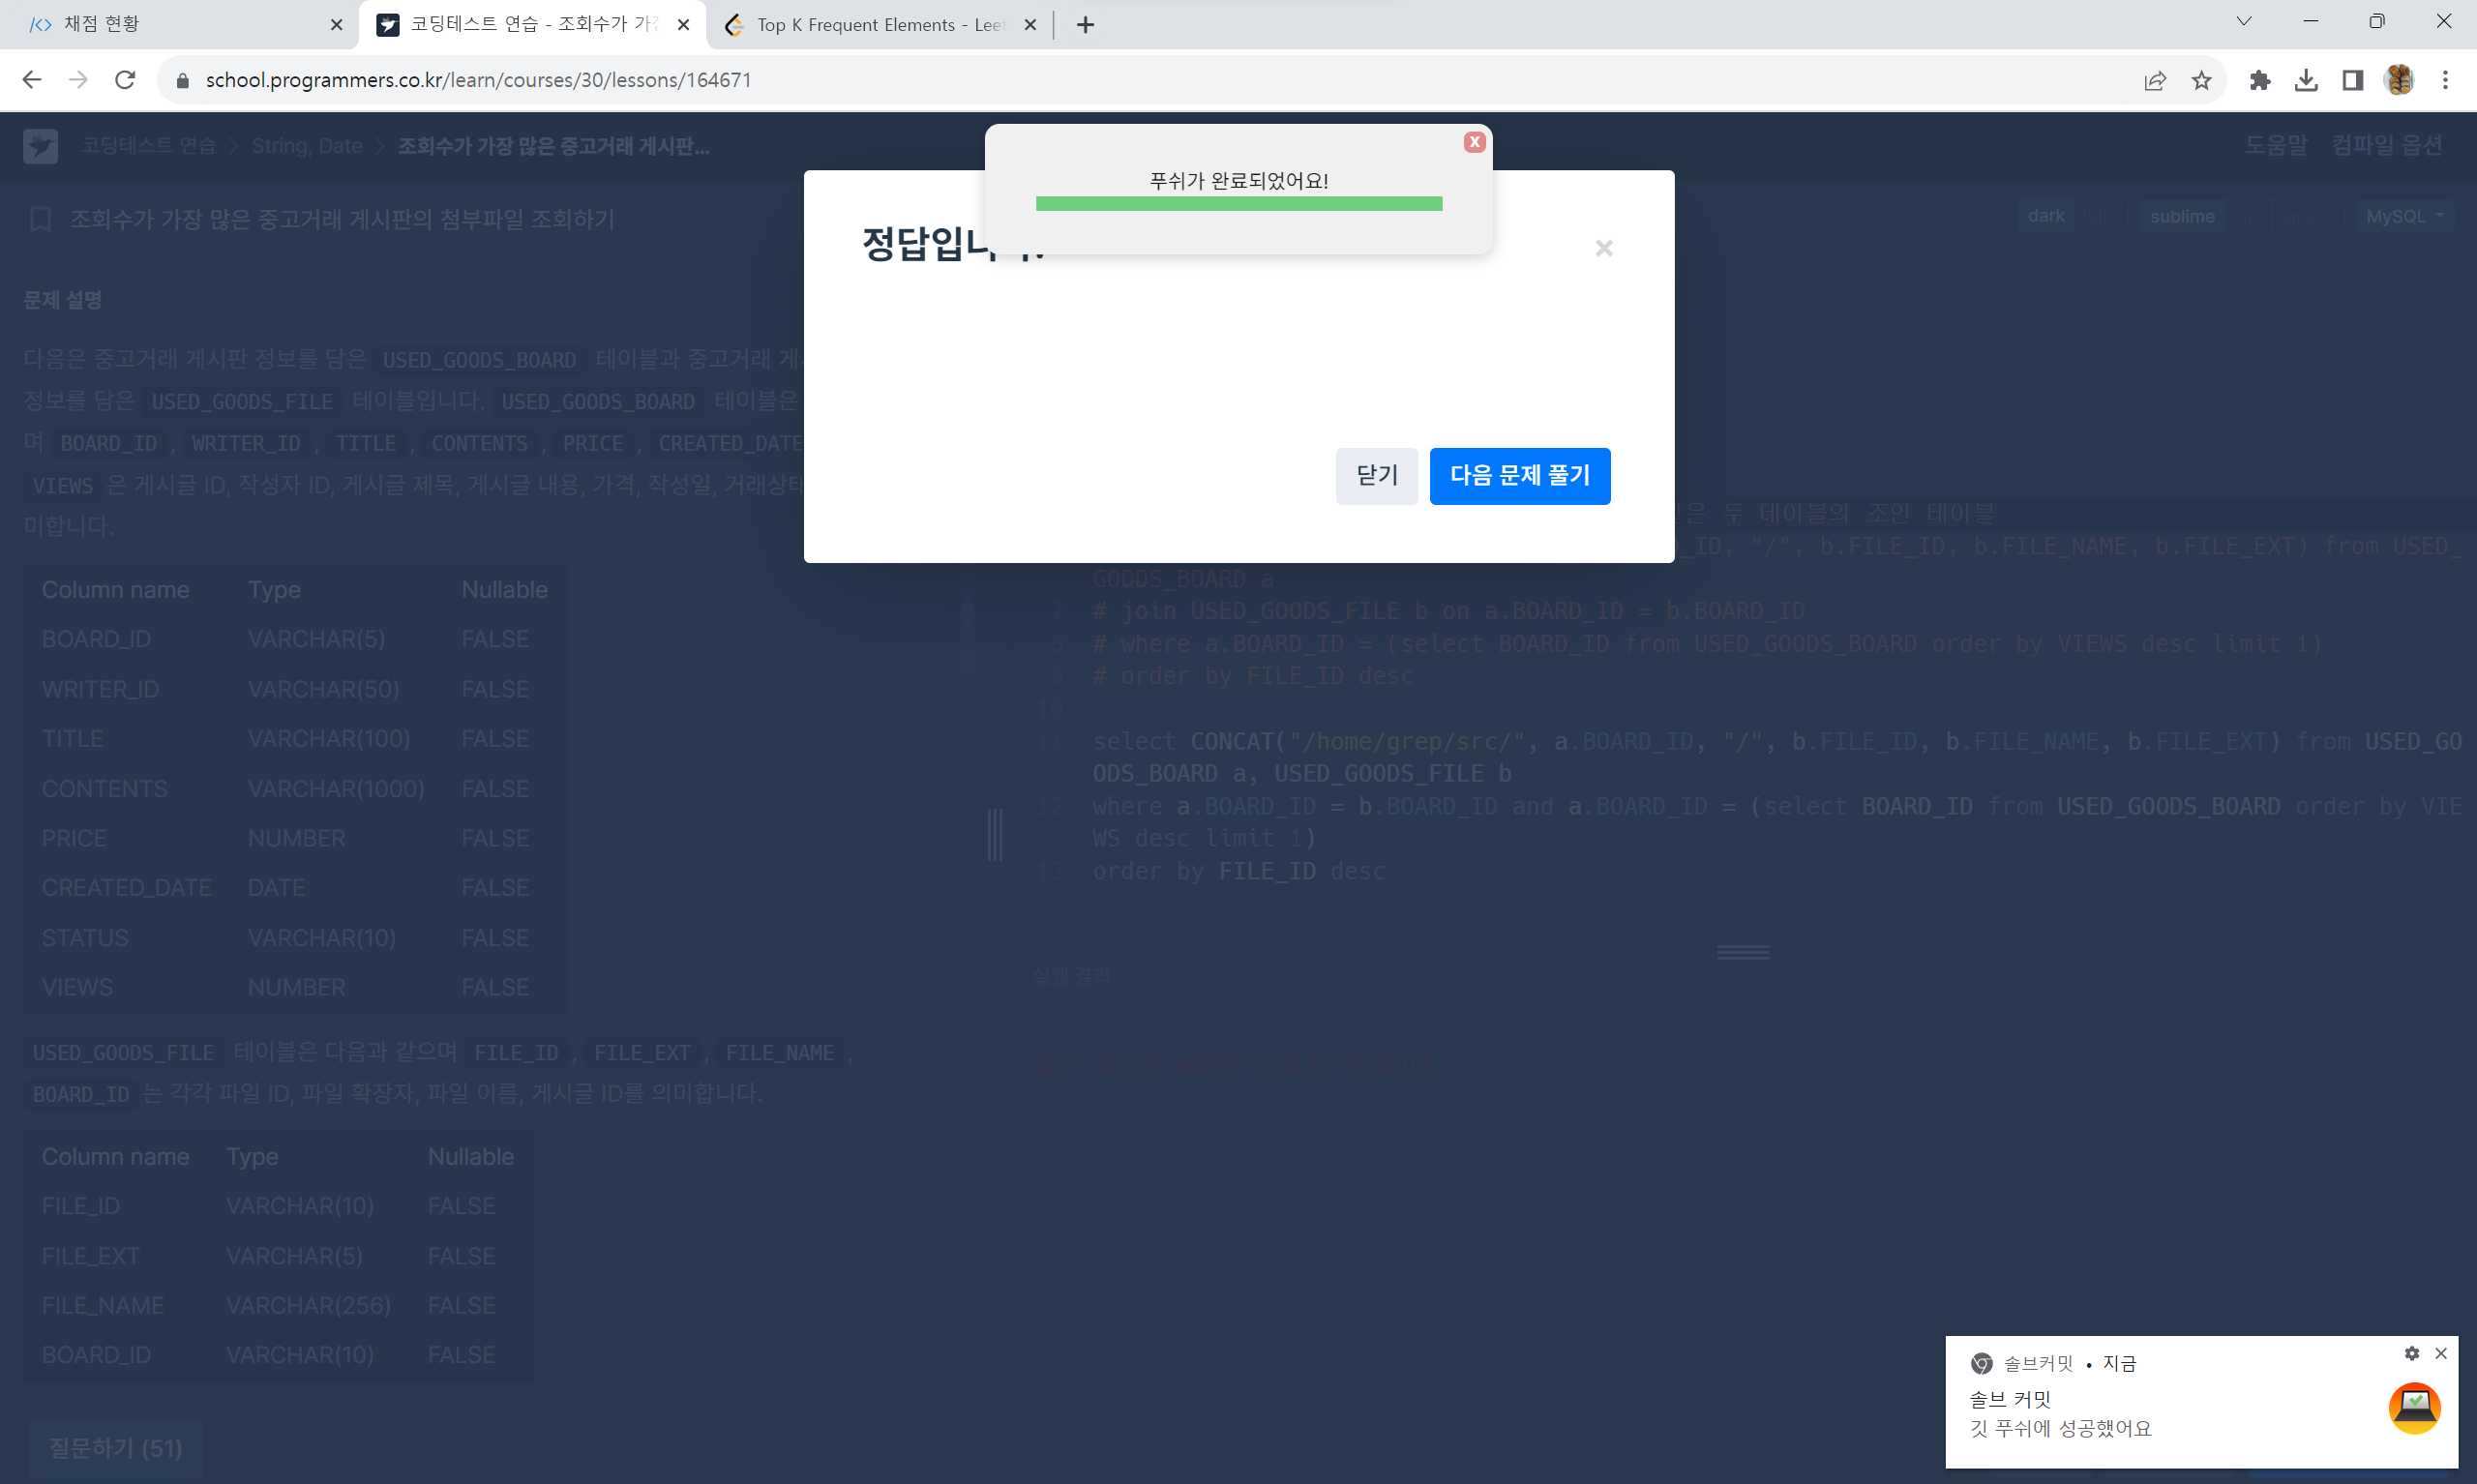 채점 현황
코딩테스트 연습 - 조회수가 가장
Top K Frequent Elements - Leet
school.programmers.co.kr/learn/courses/30/lessons/164671
코딩테스트 연습 > String, Date > 조회수가 가장 많은 중고거래 게시판...
도움말 컴파일 옵션
푸쉬가 완료되었어요!
조회수가 가장 많은 중고거래 게시판의 첨부파일 조회하기
dark sublime MySQL
정답입니
닫기 다음 문제 풀기
문제 설명
다음은 중고거래 게시판 정보를 담은 USED_GOODS_BOARD 테이블과 중고거래 게
정보를 담은 USED_GOODS_FILE 테이블입니다. USED_GOODS_BOARD 테이블은
며 BOARD_ID, WRITER_ID, TITLE, CONTENTS, PRICE, CREATED_DATE
VIEWS 은 게시글 ID, 작성자 ID, 게시글 제목, 게시글 내용, 가격, 작성일, 거래상태
미합니다.
Column name Type Nullable
BOARD_ID VARCHAR(5) FALSE
WRITER_ID VARCHAR(50) FALSE
TITLE VARCHAR(100) FALSE
CONTENTS VARCHAR(1000) FALSE
PRICE NUMBER FALSE
CREATED_DATE DATE FALSE
STATUS VARCHAR(10) FALSE
VIEWS NUMBER FALSE
USED_GOODS_FILE 테이블은 다음과 같으며 FILE_ID, FILE_EXT, FILE_NAME,
BOARD_ID 는 각각 파일 ID, 파일 확장자, 파일 이름, 게시글 ID를 의미합니다.
Column name Type Nullable
FILE_ID VARCHAR(10) FALSE
FILE_EXT VARCHAR(5) FALSE
FILE_NAME VARCHAR(256) FALSE
BOARD_ID VARCHAR(10) FALSE
질문하기 (51)
두 테이블의 조인 테이블
_ID, "/", b.FILE_ID, b.FILE_NAME, b.FILE_EXT) from USED_
GOODS_BOARD a
7 # join USED_GOODS_FILE b on a.BOARD_ID = b.BOARD_ID
8 # where a.BOARD_ID = (select BOARD_ID from USED_GOODS_BOARD order by VIEWS desc limit 1)
9 # order by FILE_ID desc
10
11 select CONCAT("/home/grep/src/", a.BOARD_ID, "/", b.FILE_ID, b.FILE_NAME, b.FILE_EXT) from USED_GO
ODS_BOARD a, USED_GOODS_FILE b
12 where a.BOARD_ID = b.BOARD_ID and a.BOARD_ID = (select BOARD_ID from USED_GOODS_BOARD order by VIE
WS desc limit 1)
13 order by FILE_ID desc
실행 결과
솔브커밋 • 지금
솔브 커밋
깃 푸쉬에 성공했어요